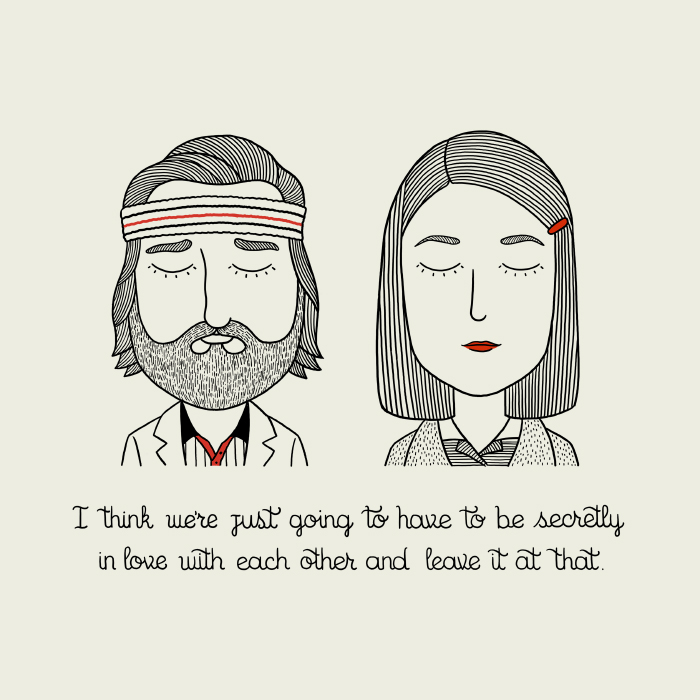 I think we're just going to have to be secretly
in love with each other and leave it at that.